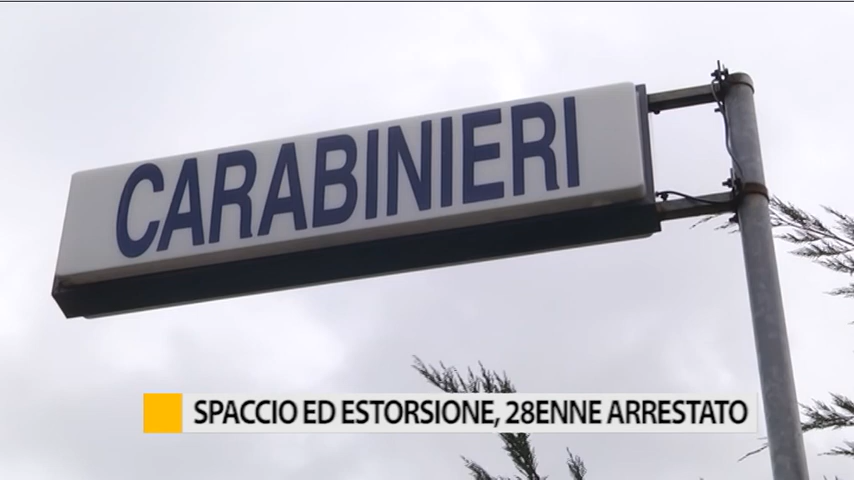 CARABINIERI
SPACCIO ED ESTORSIONE, 28ENNE ARRESTATO